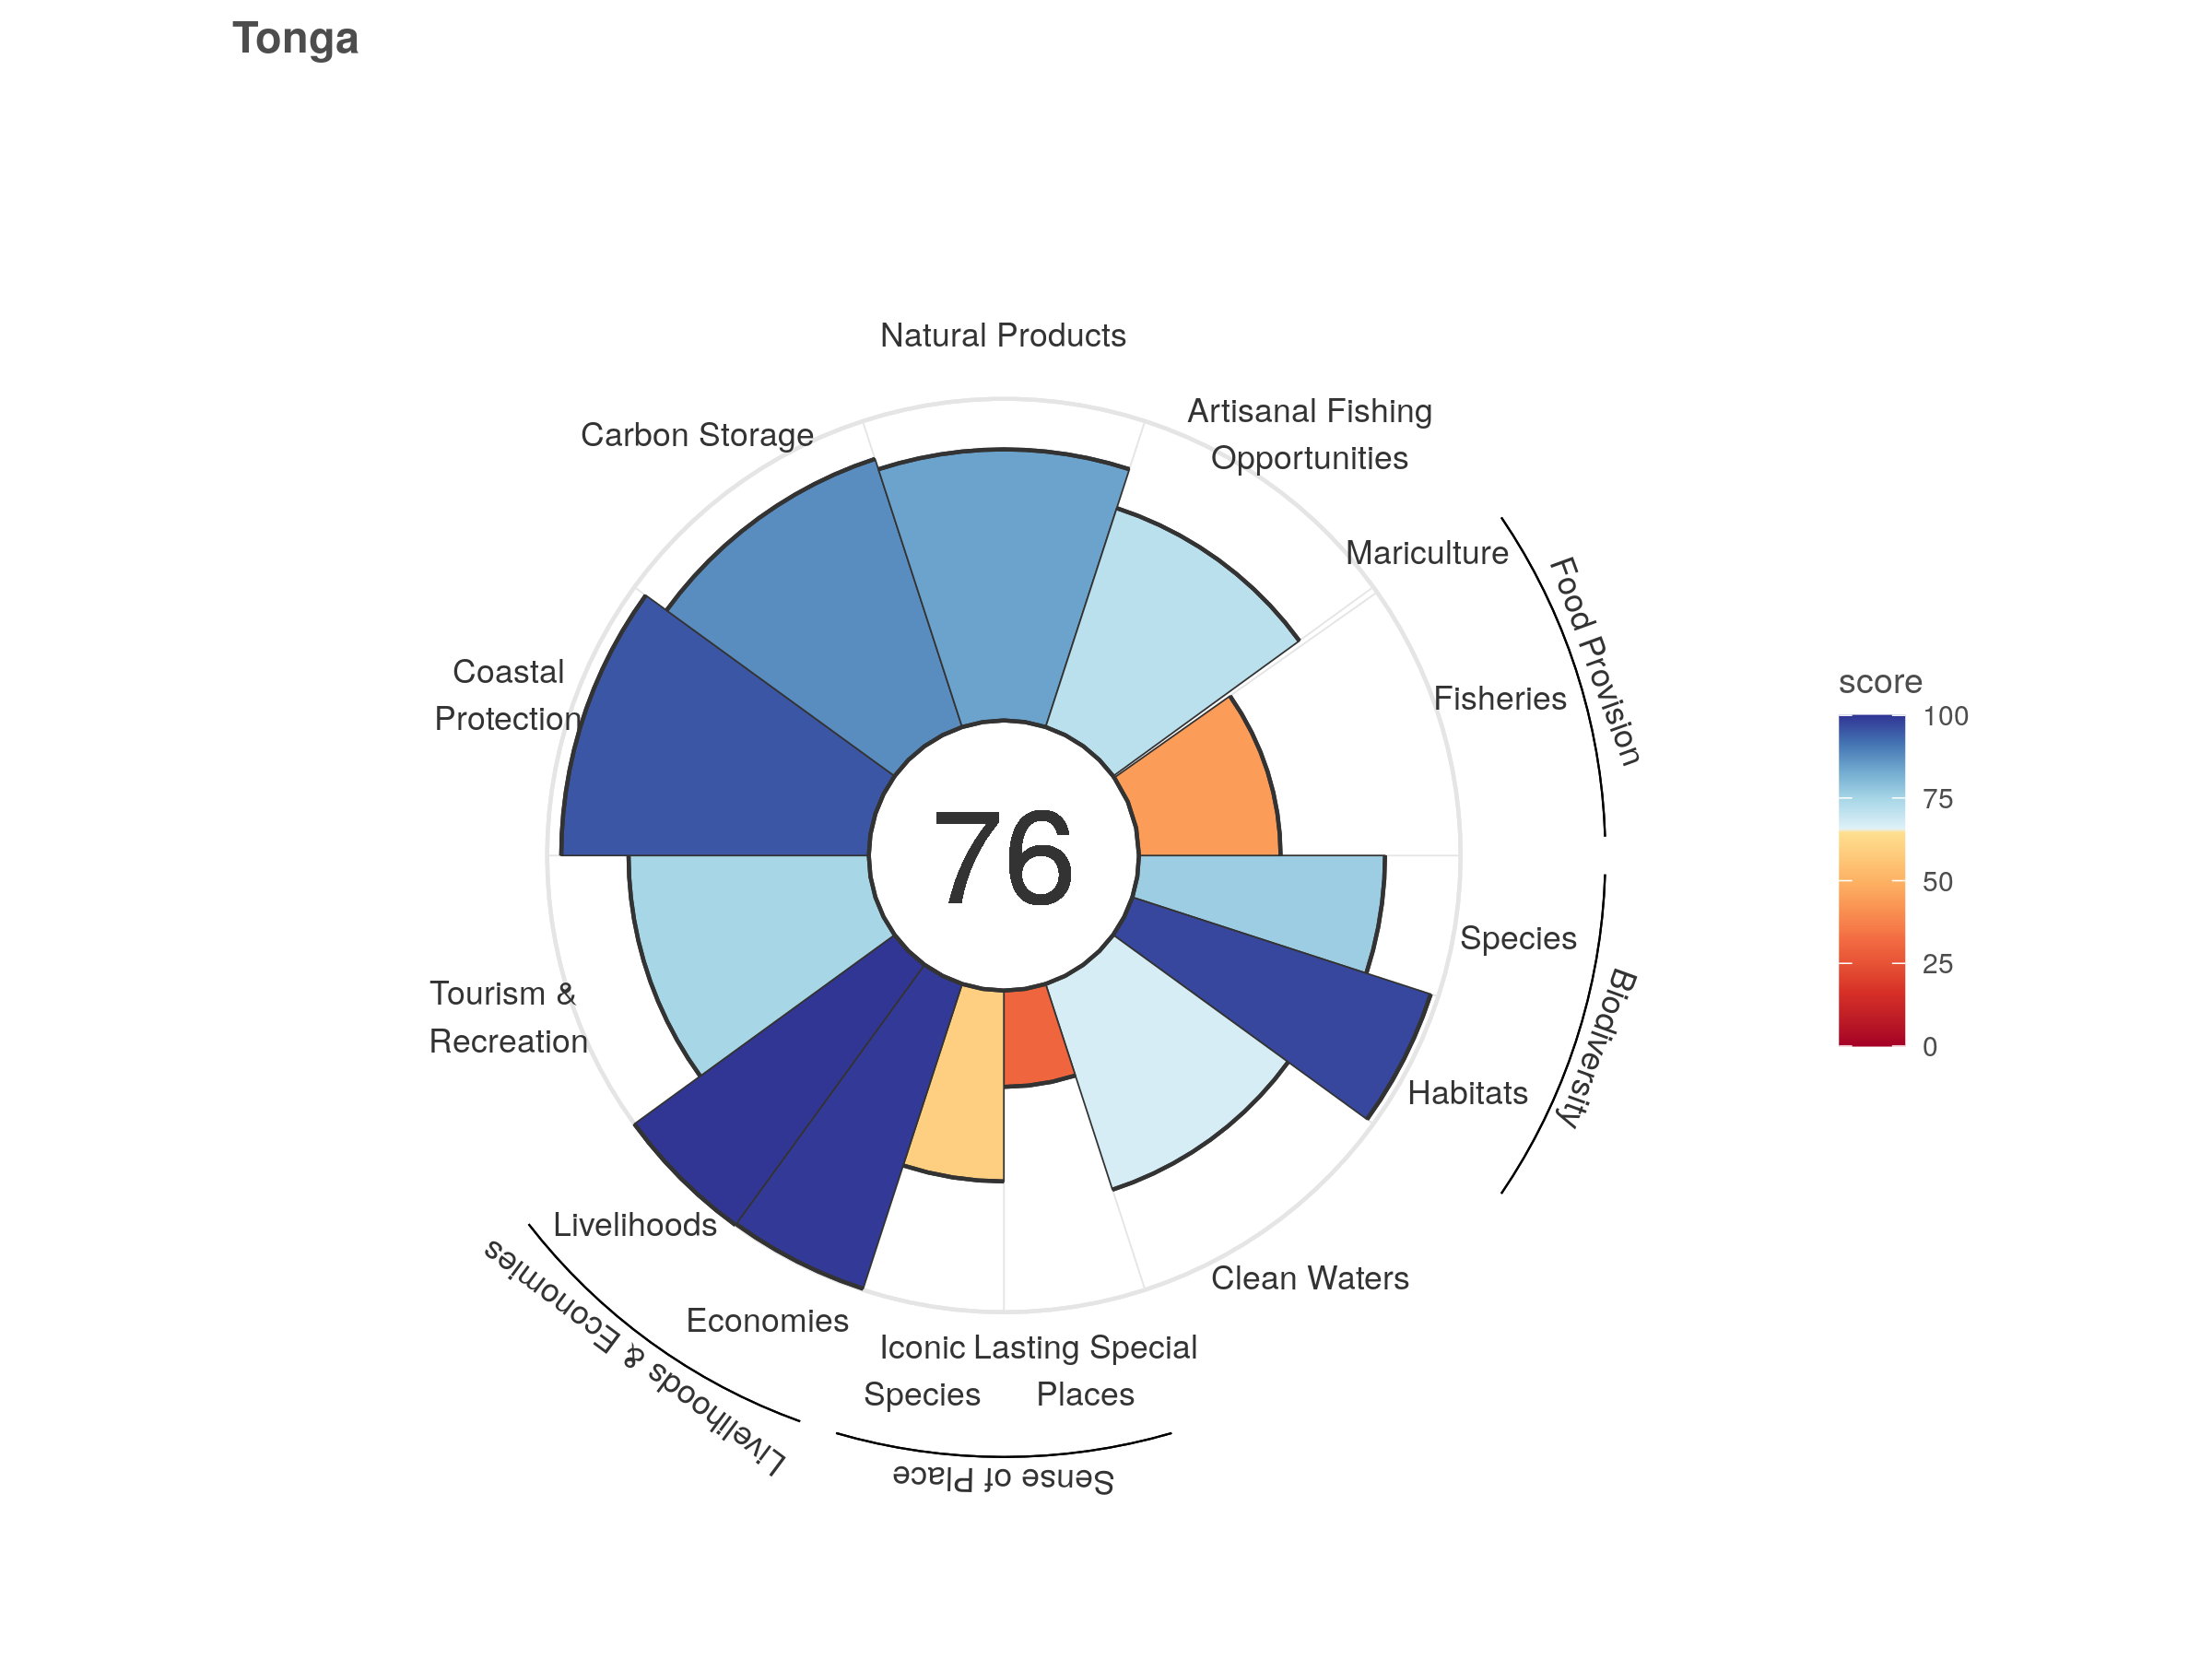 Tonga
Natural Products
Artisanal Fishing
Opportunities
Carbon Storage
Mariculture
Food Provision
Fisheries
Coastal
Protection
score
100
75
50
25
0
76
Species
Biodiversity
Habitats
Tourism &
Recreation
Livelihoods
Economies
Livelihoods & Economies
Clean Waters
Iconic
Species
Lasting Special
Places
Sense of Place